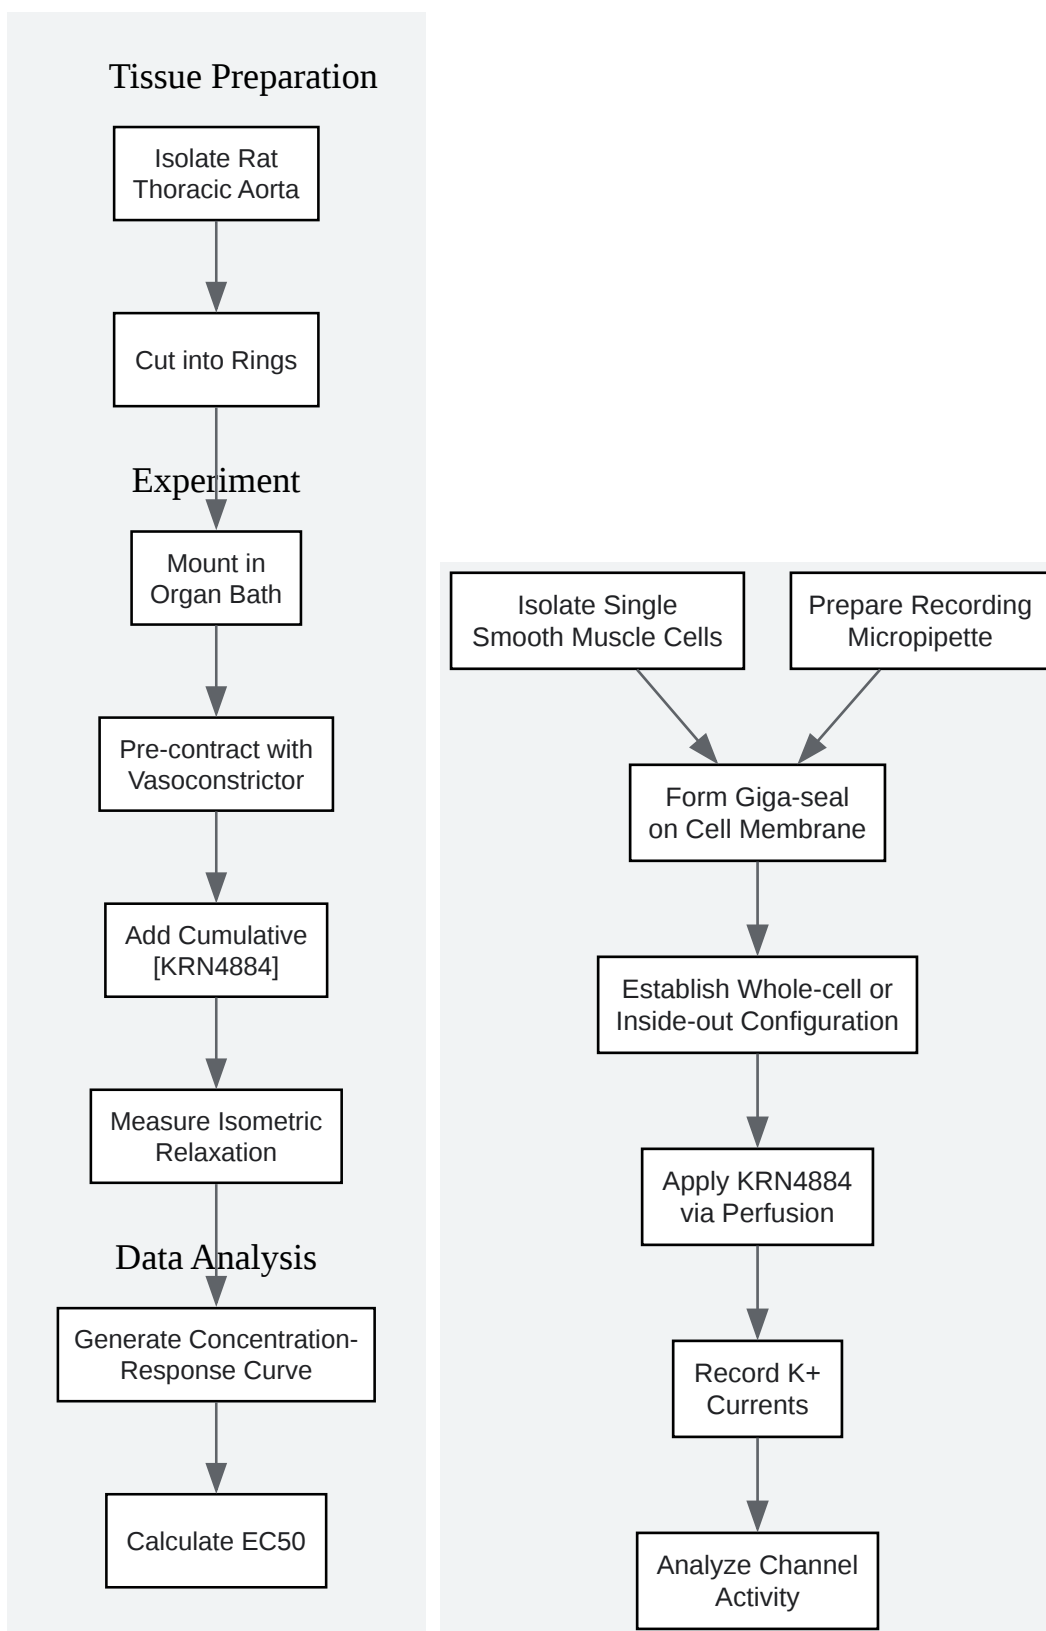 Tissue Preparation
Isolate Rat
Thoracic Aorta
Cut into Rings
Experiment
Mount in
Organ Bath
Pre-contract with
Vasoconstrictor
Add Cumulative
[KRN4884]
Measure Isometric
Relaxation
Data Analysis
Generate Concentration-
Response Curve
Calculate EC50
Isolate Single
Smooth Muscle Cells
Prepare Recording
Micropipette
Form Giga-seal
on Cell Membrane
Establish Whole-cell or
Inside-out Configuration
Apply KRN4884
via Perfusion
Record K+
Currents
Analyze Channel
Activity